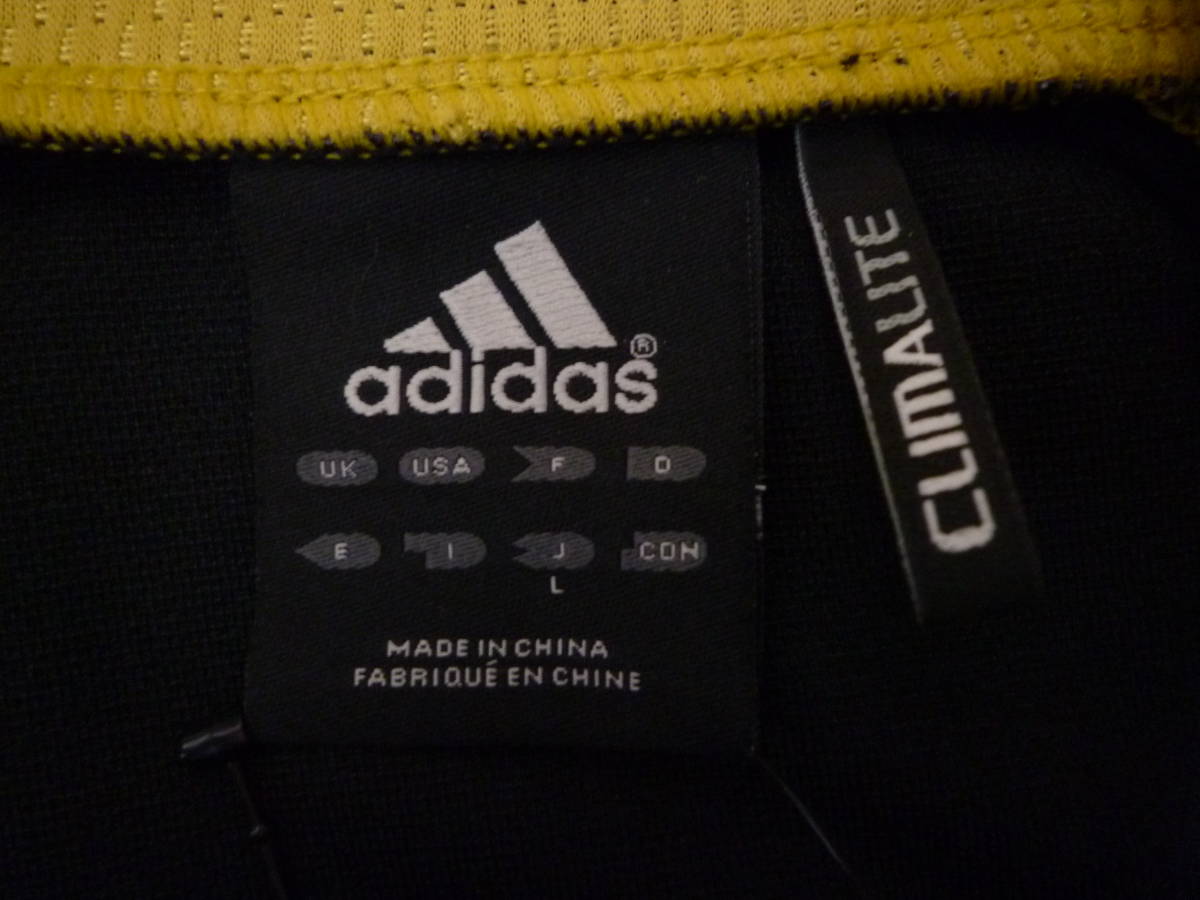 adidas®
UK USA F D
E I J CON
L
MADE IN CHINA
FABRIQUÉ EN CHINE
CLIMALITE